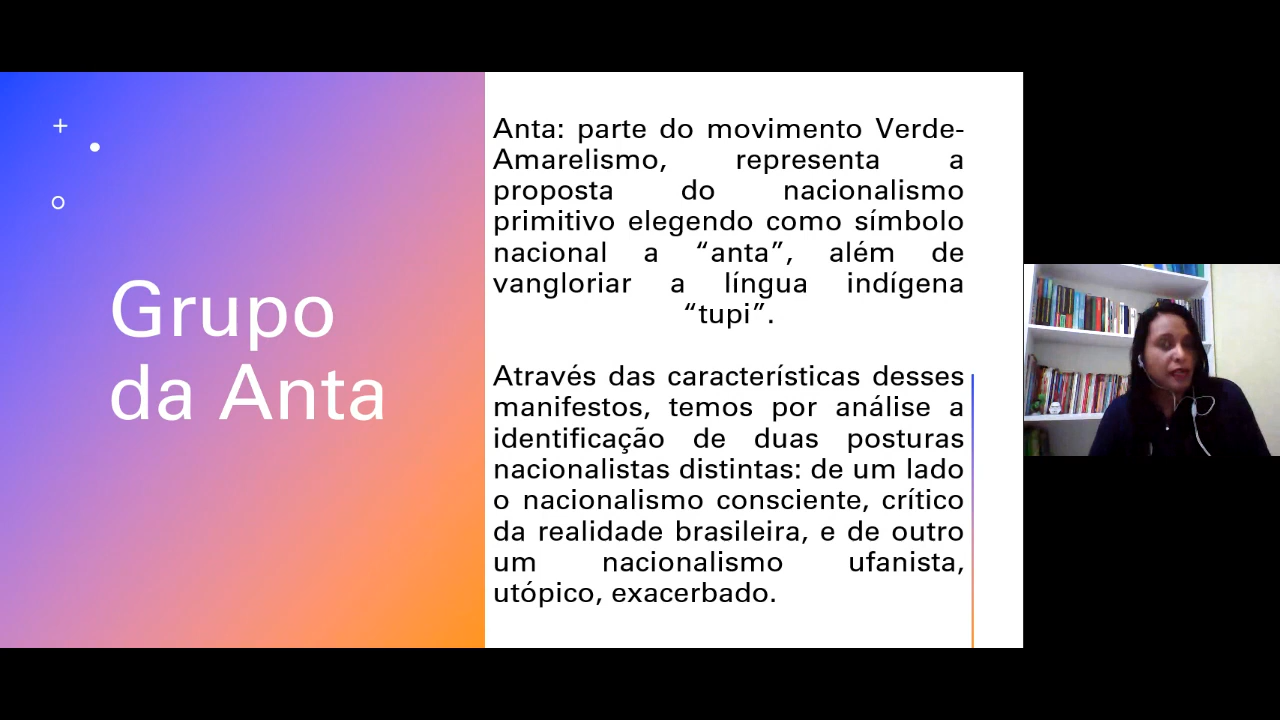 Grupo
da Anta
Anta: parte do movimento Verde-
Amarelismo, representa a
proposta do nacionalismo
primitivo elegendo como símbolo
nacional a “anta”, além de
vangloriar a língua indígena
“tupi”.
Através das características desses
manifestos, temos por análise a
identificação de duas posturas
nacionalistas distintas: de um lado
o nacionalismo consciente, crítico
da realidade brasileira, e de outro
um nacionalismo ufanista,
utópico, exacerbado.